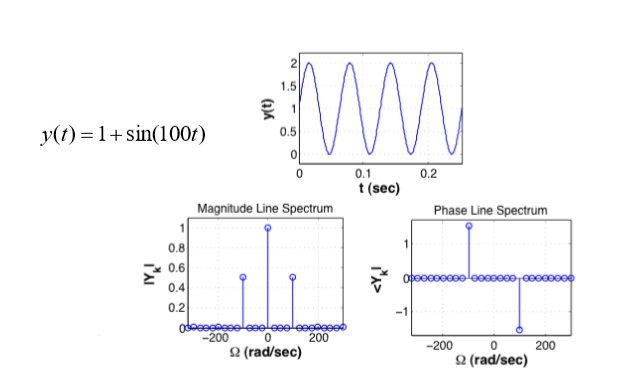 y(t) = 1 + sin(100t)
y(t)
2
1.5
1
0.5
0
0 0.1 0.2
t (sec)
Magnitude Line Spectrum
|Y_k|
1
0.8
0.6
0.4
0.2
0
−200 0 200
Ω (rad/sec)
Phase Line Spectrum
<Y_k|
1
0
−1
−200 0 200
Ω (rad/sec)